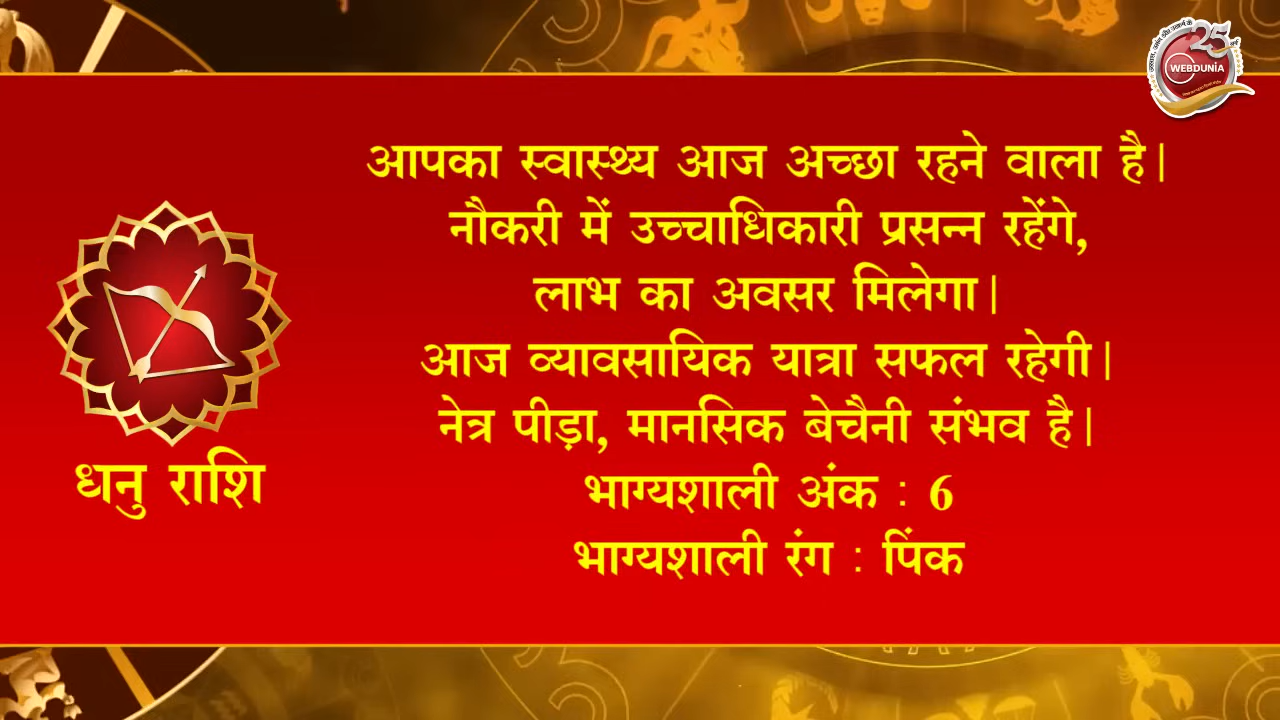 25
WEBDUNIA
आपका स्वास्थ्य आज अच्छा रहने वाला है|
नौकरी में उच्चाधिकारी प्रसन्न रहेंगे,
लाभ का अवसर मिलेगा|
आज व्यावसायिक यात्रा सफल रहेगी|
नेत्र पीड़ा, मानसिक बेचैनी संभव है|
भाग्यशाली अंक : 6
भाग्यशाली रंग : पिंक
धनु राशि